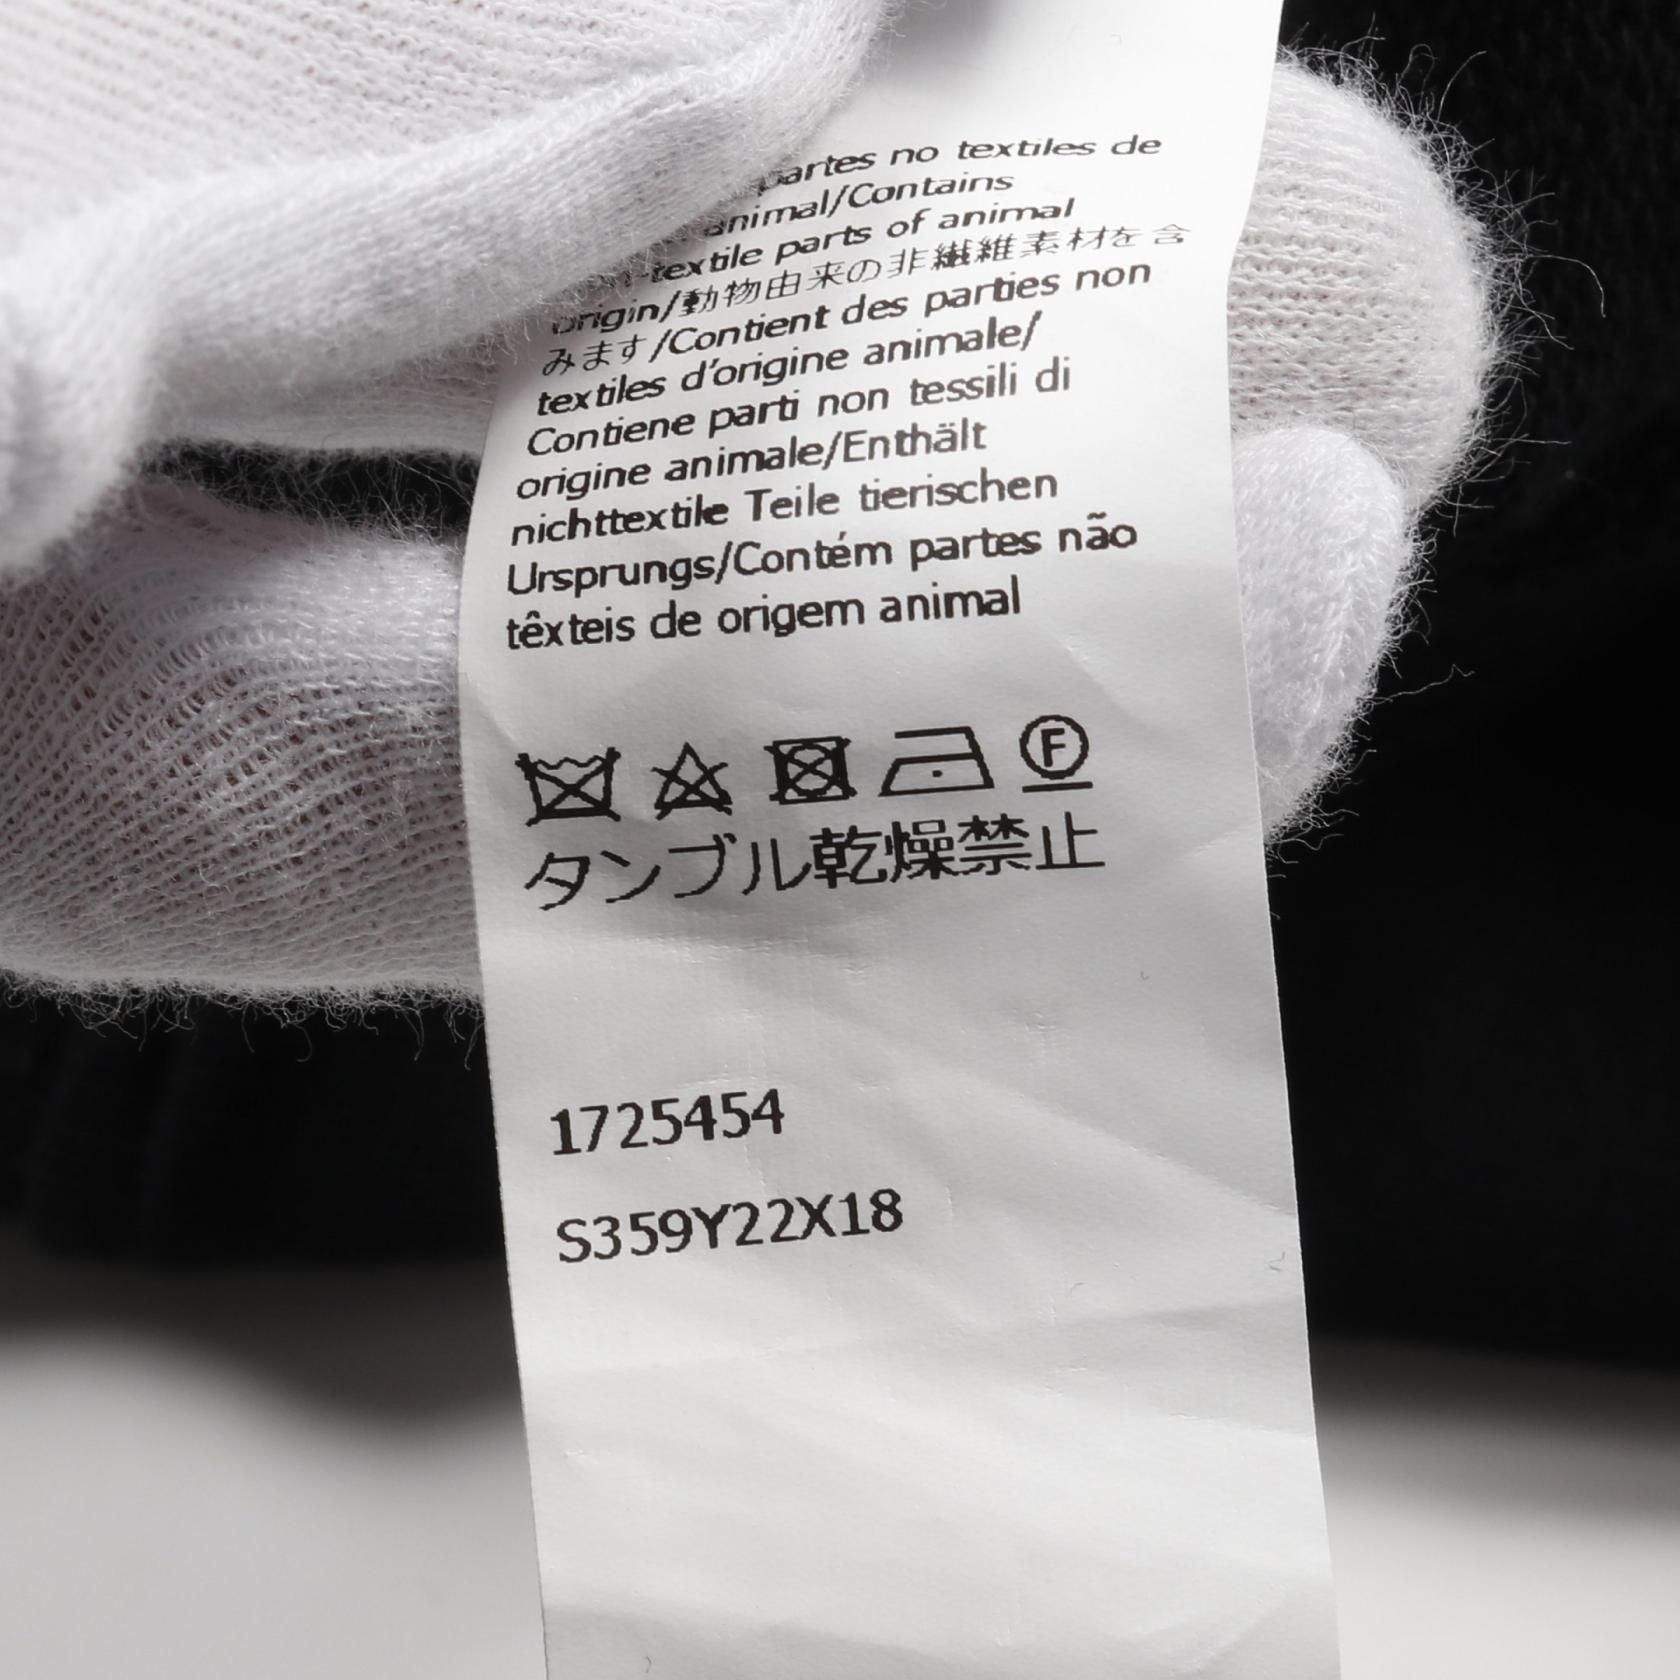 partes no textiles de
animal/Contains
textile parts of animal
origin/動物由来の非繊維素材を含
みます/Contient des parties non
textiles d'origine animale/
Contiene parti non tessili di
origine animale/Enthält
nichttextile Teile tierischen
Ursprungs/Contém partes não
têxteis de origem animal
F
タンブル乾燥禁止
1725454
S359Y22X18